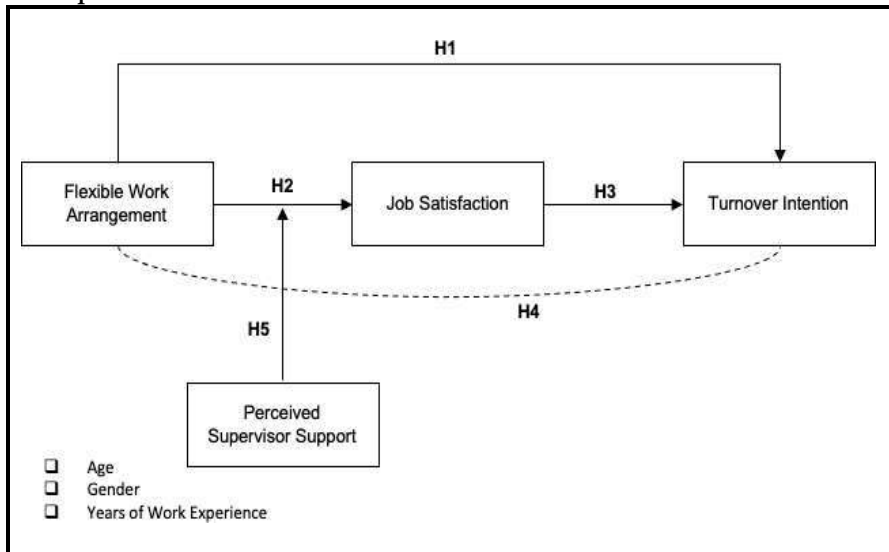 H1
Flexible Work
Arrangement
H2
Job Satisfaction
H3
Turnover Intention
H4
H5
Perceived
Supervisor Support
Age
Gender
Years of Work Experience